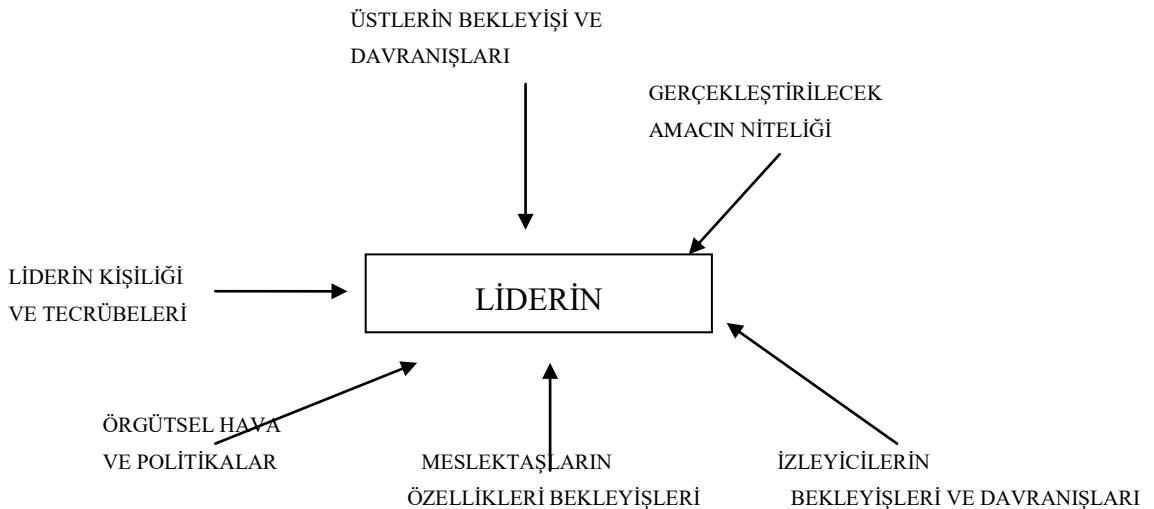 ÜSTLERİN BEKLEYİŞİ VE
DAVRANIŞLARI
GERÇEKLEŞTİRİLECEK
AMACIN NİTELİĞİ
LİDERİN KİŞİLİĞİ
VE TECRÜBELERİ
LİDERİN
ÖRGÜTSEL HAVA
VE POLİTİKALAR
MESLEKTAŞLARIN
ÖZELLİKLERİ BEKLEYİŞLERİ
İZLEYİCİLERİN
BEKLEYİŞLERİ VE DAVRANIŞLARI